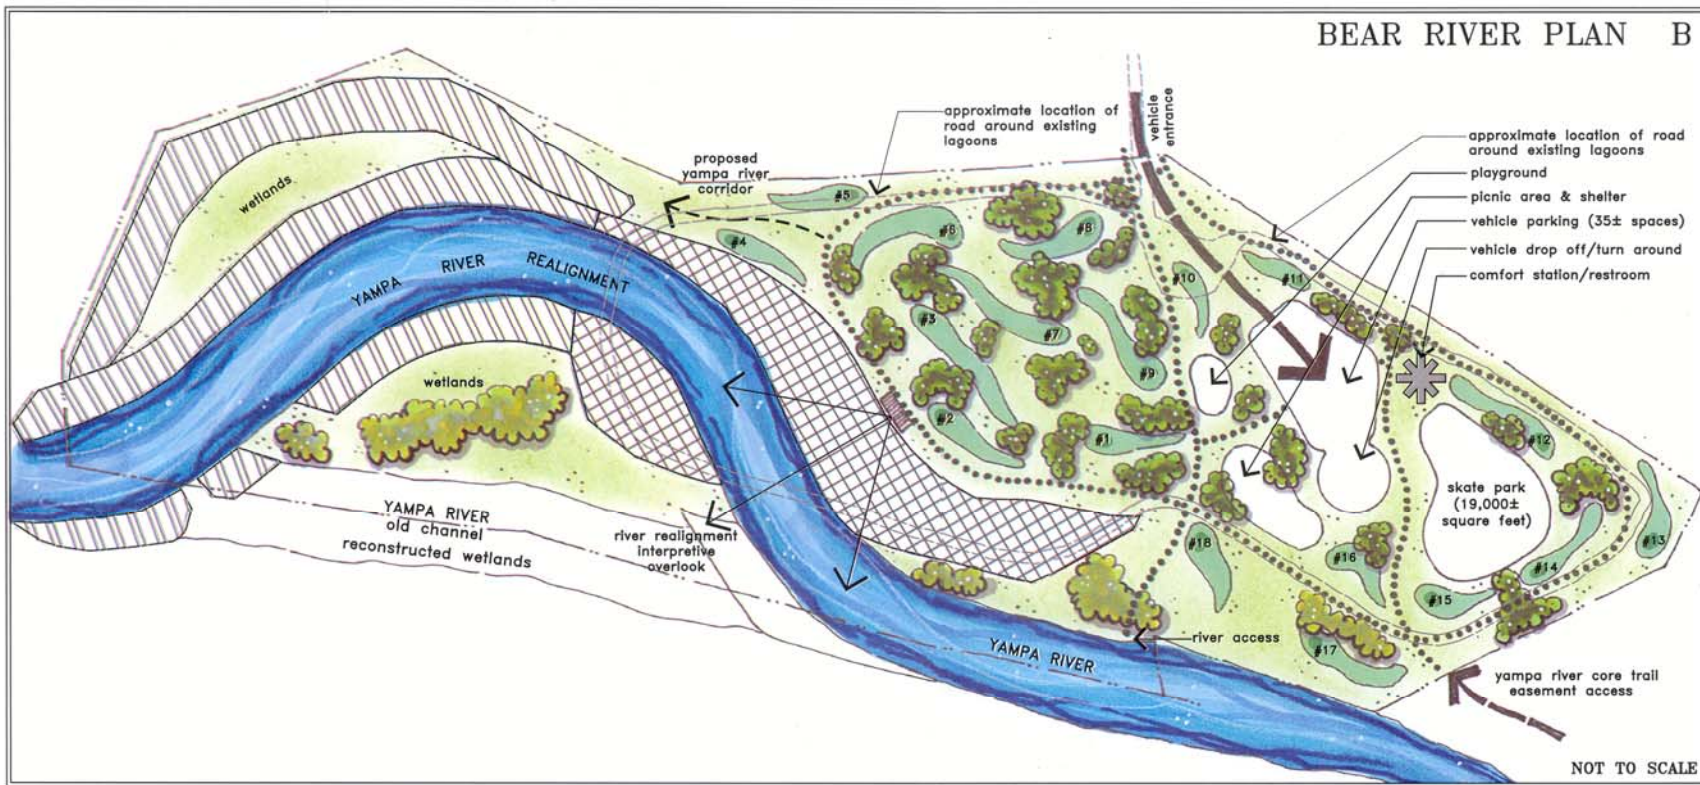 BEAR RIVER PLAN B
approximate location of
road around existing
lagoons
vehicle
entrance
approximate location of road
around existing lagoons
playground
picnic area & shelter
vehicle parking (35± spaces)
vehicle drop off/turn around
comfort station/restroom
proposed
yampa river
corridor
wetlands
YAMPA RIVER REALIGNMENT
wetlands
#5
#4
#6
#8
#10
#11
#3
#7
#9
#2
#1
#12
skate park
(19,000±
square feet)
#13
#14
#15
#16
#18
#17
YAMPA RIVER
old channel
reconstructed wetlands
river realignment
interpretive
overlook
river access
YAMPA RIVER
yampa river core trail
easement access
NOT TO SCALE